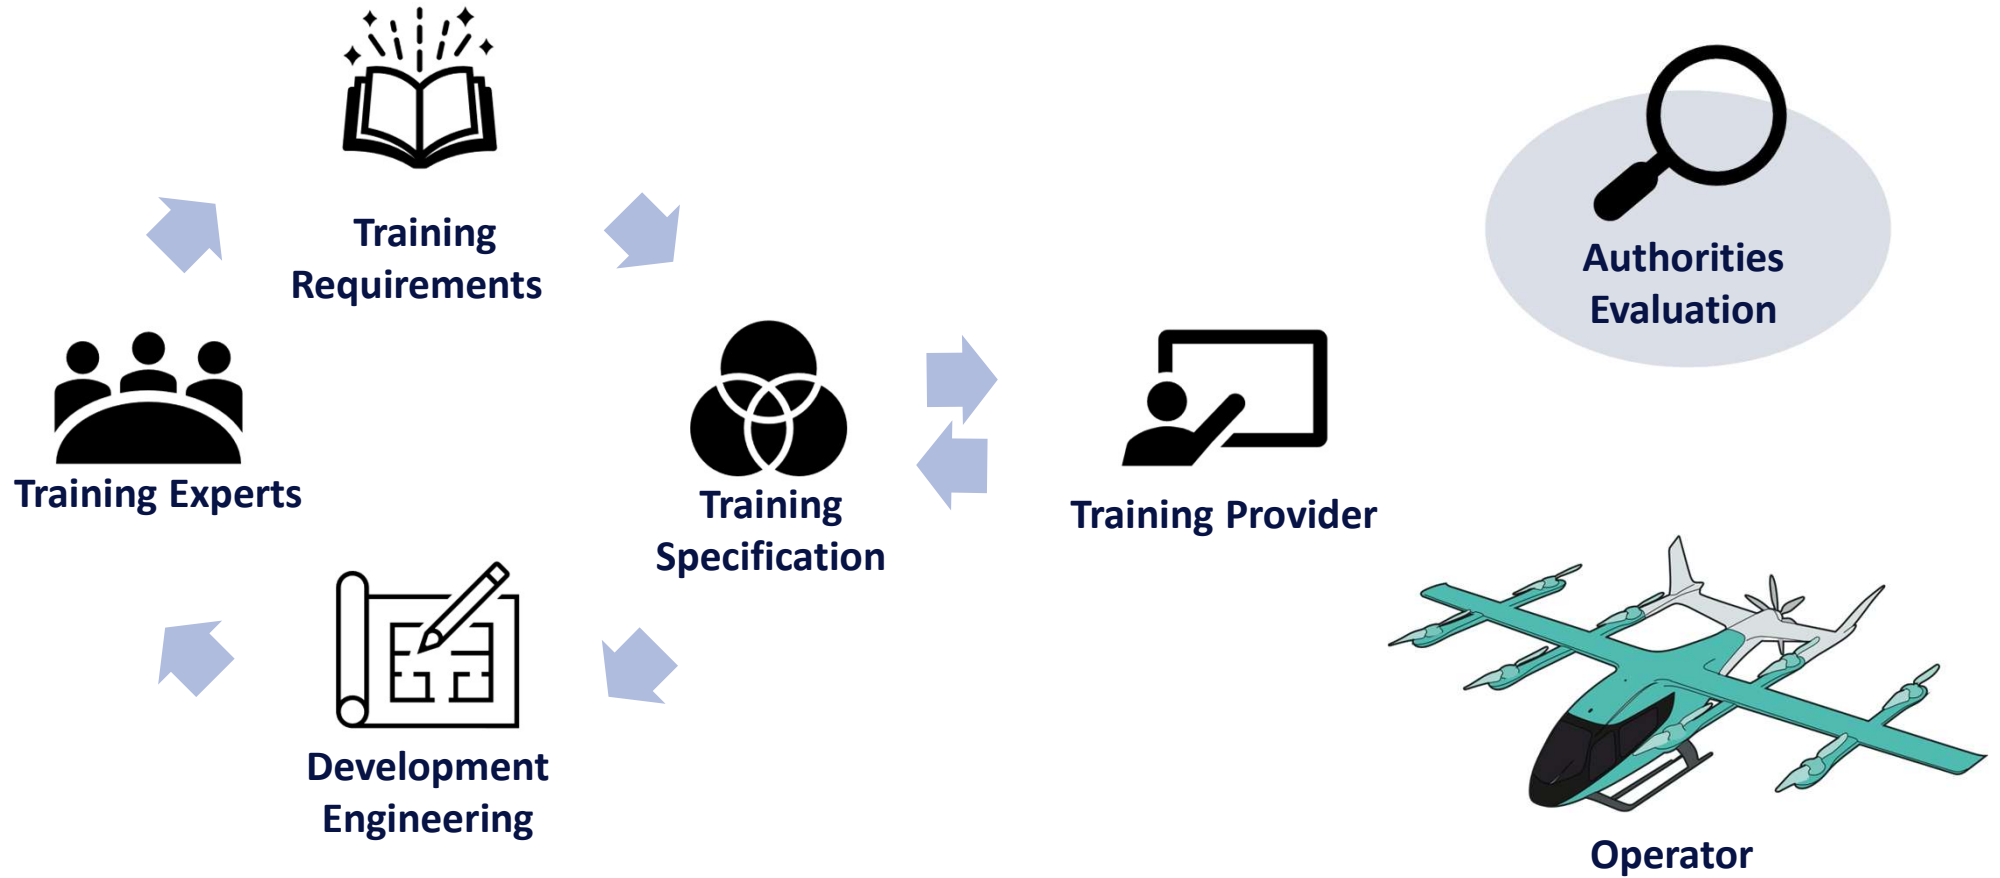 Training
Requirements
Authorities
Evaluation
Training Experts
Training
Specification
Training Provider
Development
Engineering
Operator